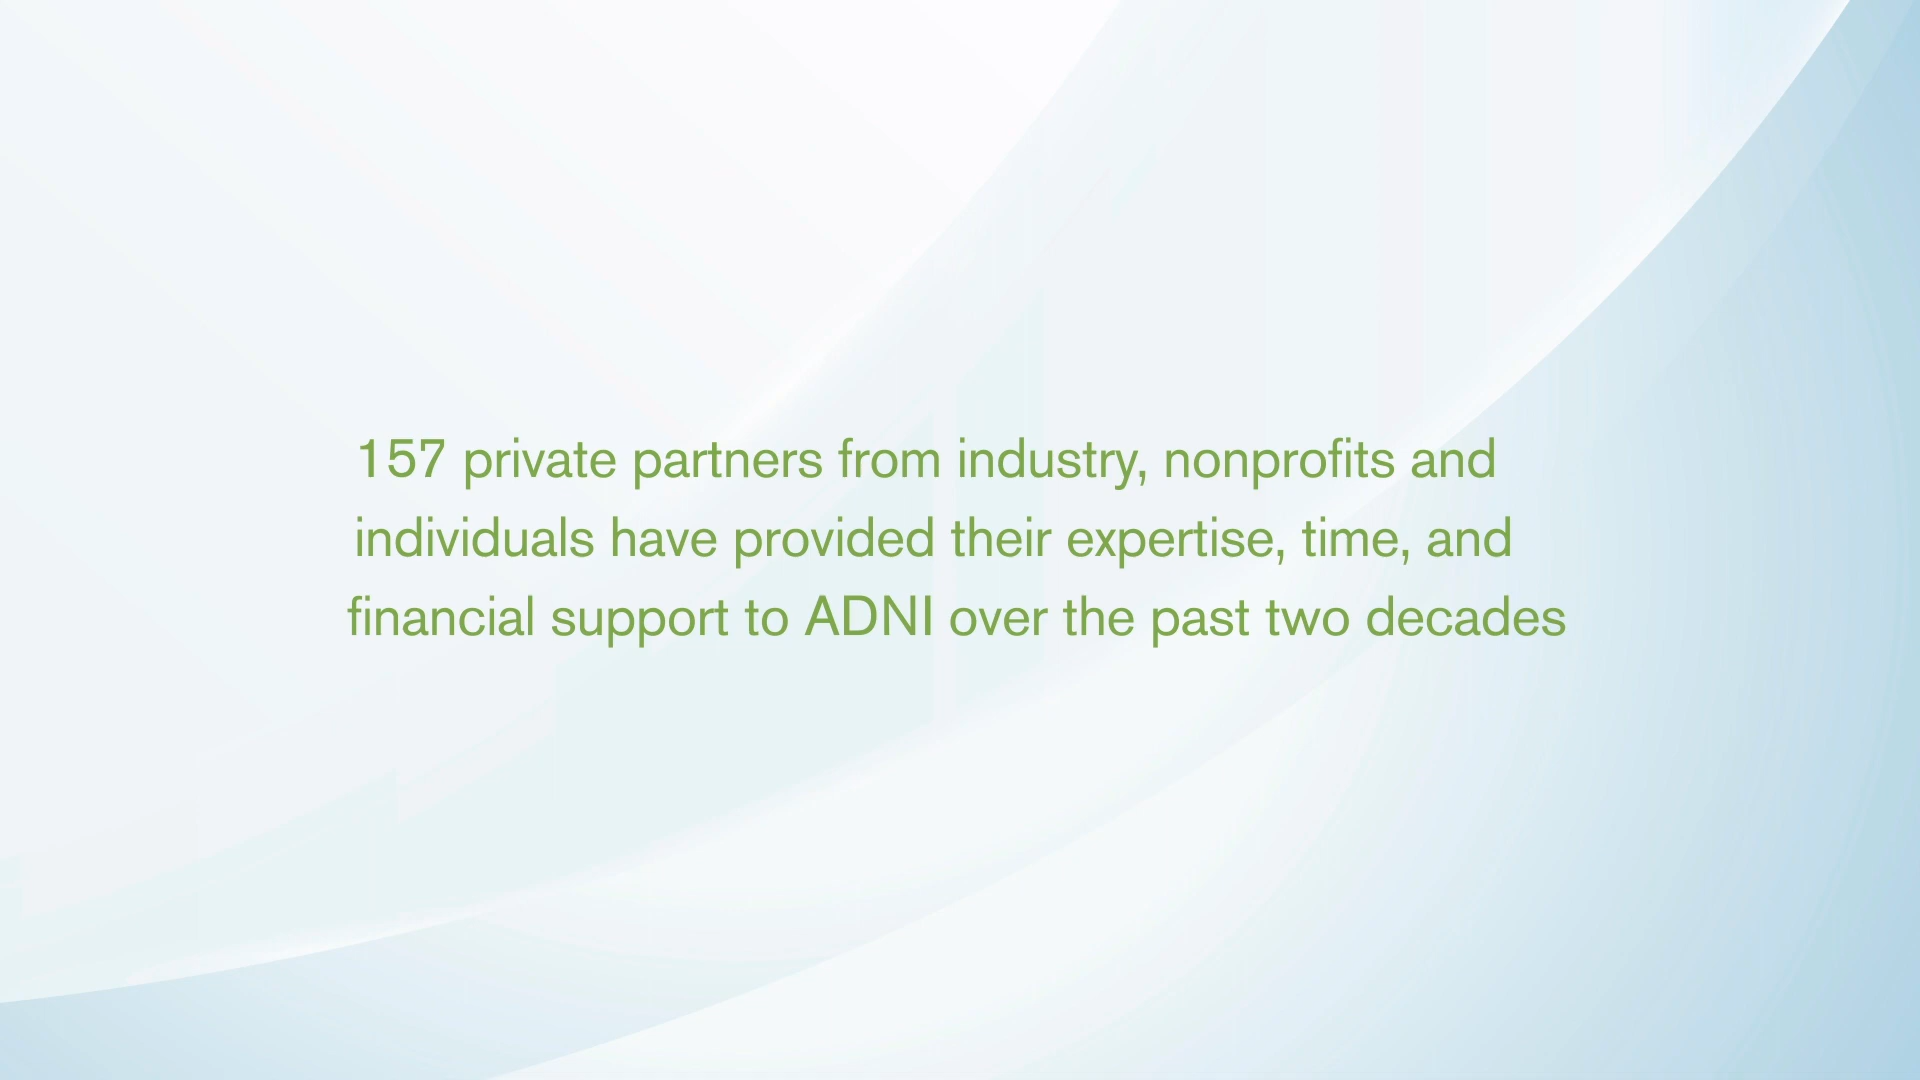 157 private partners from industry, nonprofits and
individuals have provided their expertise, time, and
financial support to ADNI over the past two decades